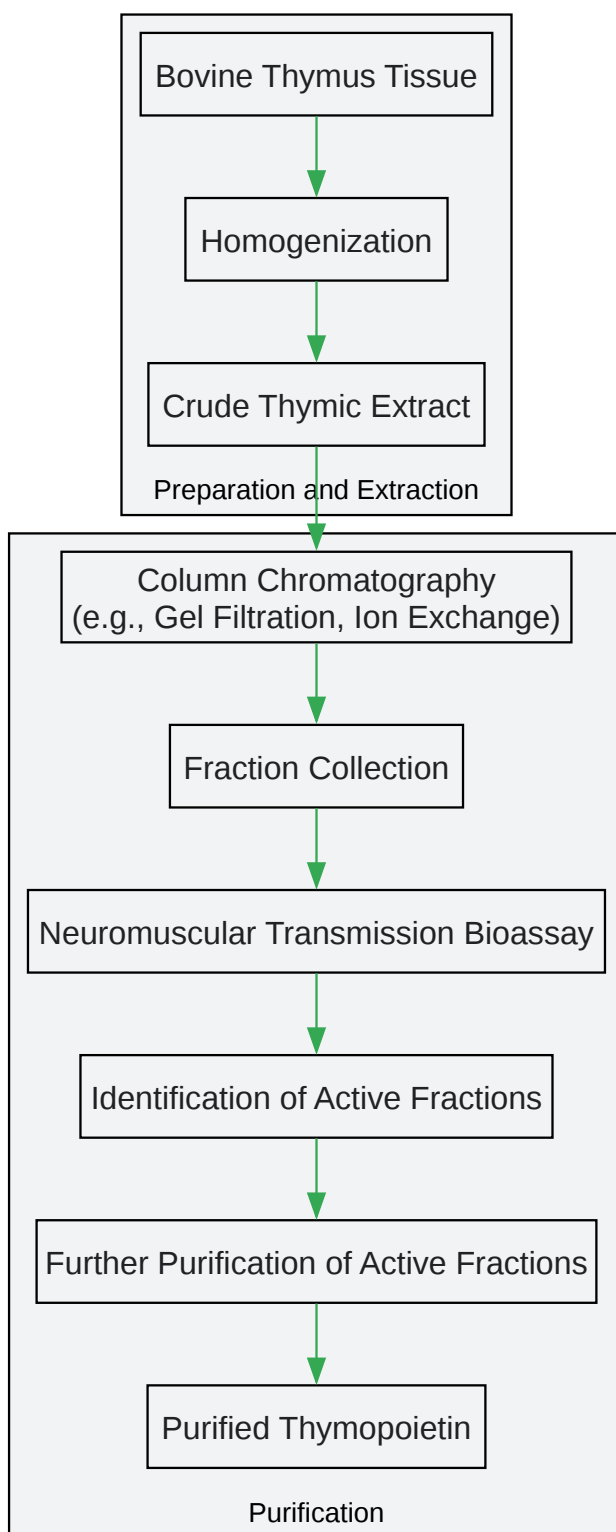 Bovine Thymus Tissue
Homogenization
Crude Thymic Extract
Preparation and Extraction
Column Chromatography
(e.g., Gel Filtration, Ion Exchange)
Fraction Collection
Neuromuscular Transmission Bioassay
Identification of Active Fractions
Further Purification of Active Fractions
Purified Thymopoietin
Purification